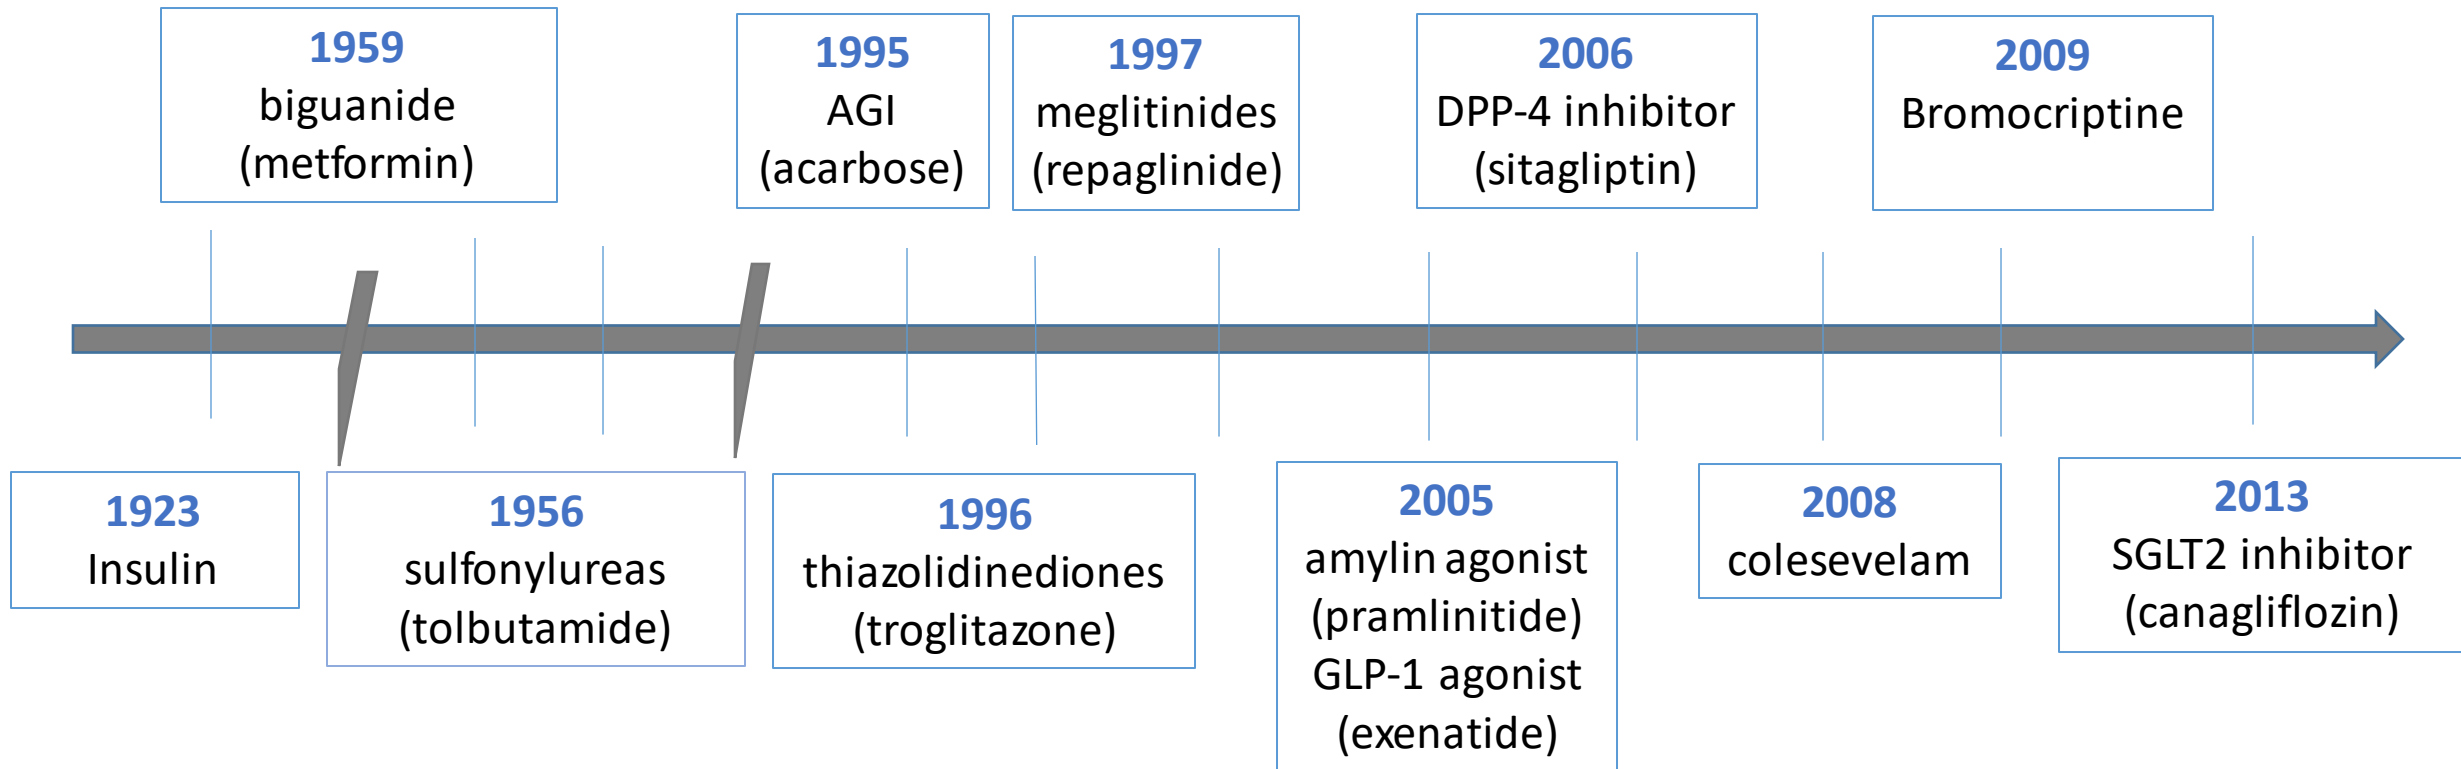 1959
biguanide
(metformin)
1995
AGI
(acarbose)
1997
meglitinides
(repaglinide)
2006
DPP-4 inhibitor
(sitagliptin)
2009
Bromocriptine
1923
Insulin
1956
sulfonylureas
(tolbutamide)
1996
thiazolidinediones
(troglitazone)
2005
amylin agonist
(pramlinitide)
GLP-1 agonist
(exenatide)
2008
colesevelam
2013
SGLT2 inhibitor
(canagliflozin)